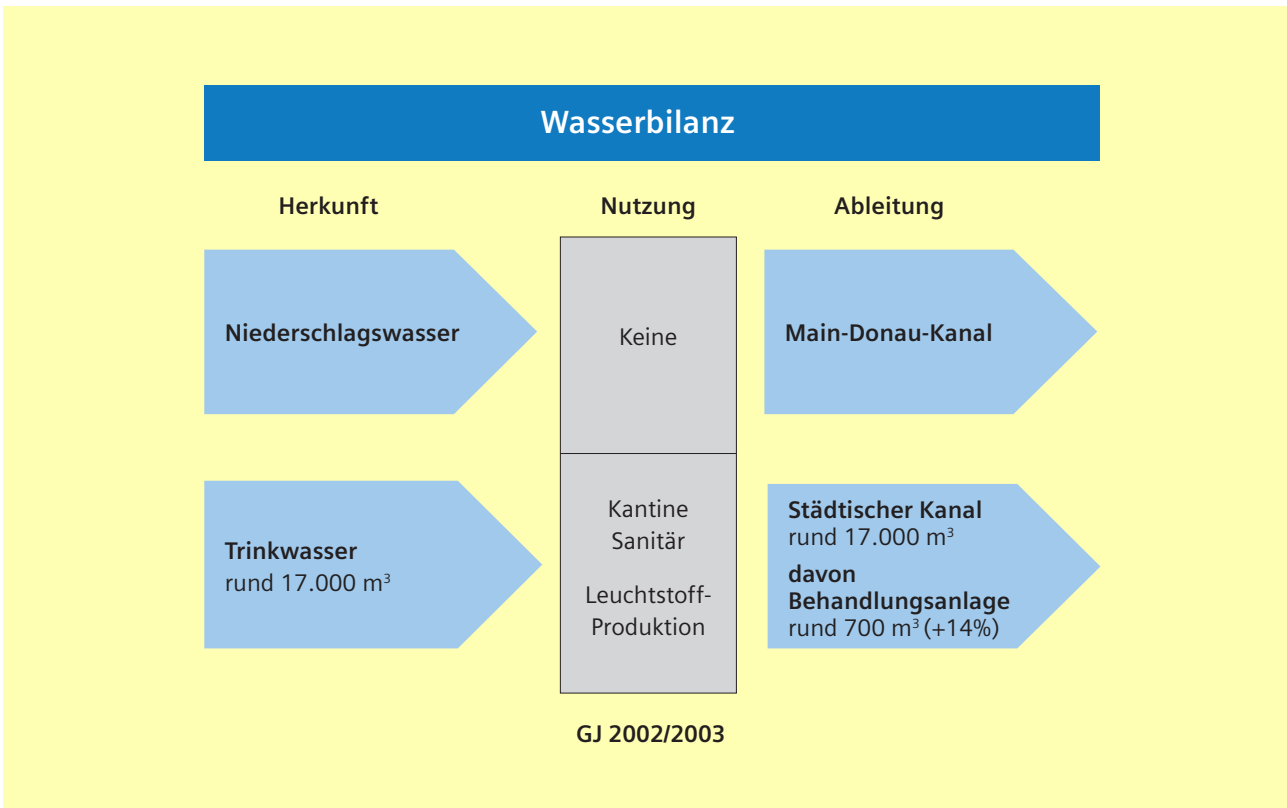 Wasserbilanz
Herkunft
Nutzung
Ableitung
Niederschlagswasser
Keine
Main-Donau-Kanal
Trinkwasser
rund 17.000 m³
Kantine
Sanitär
Leuchtstoff-
Produktion
Städtischer Kanal
rund 17.000 m³
davon
Behandlungsanlage
rund 700 m³ (+14%)
GJ 2002/2003